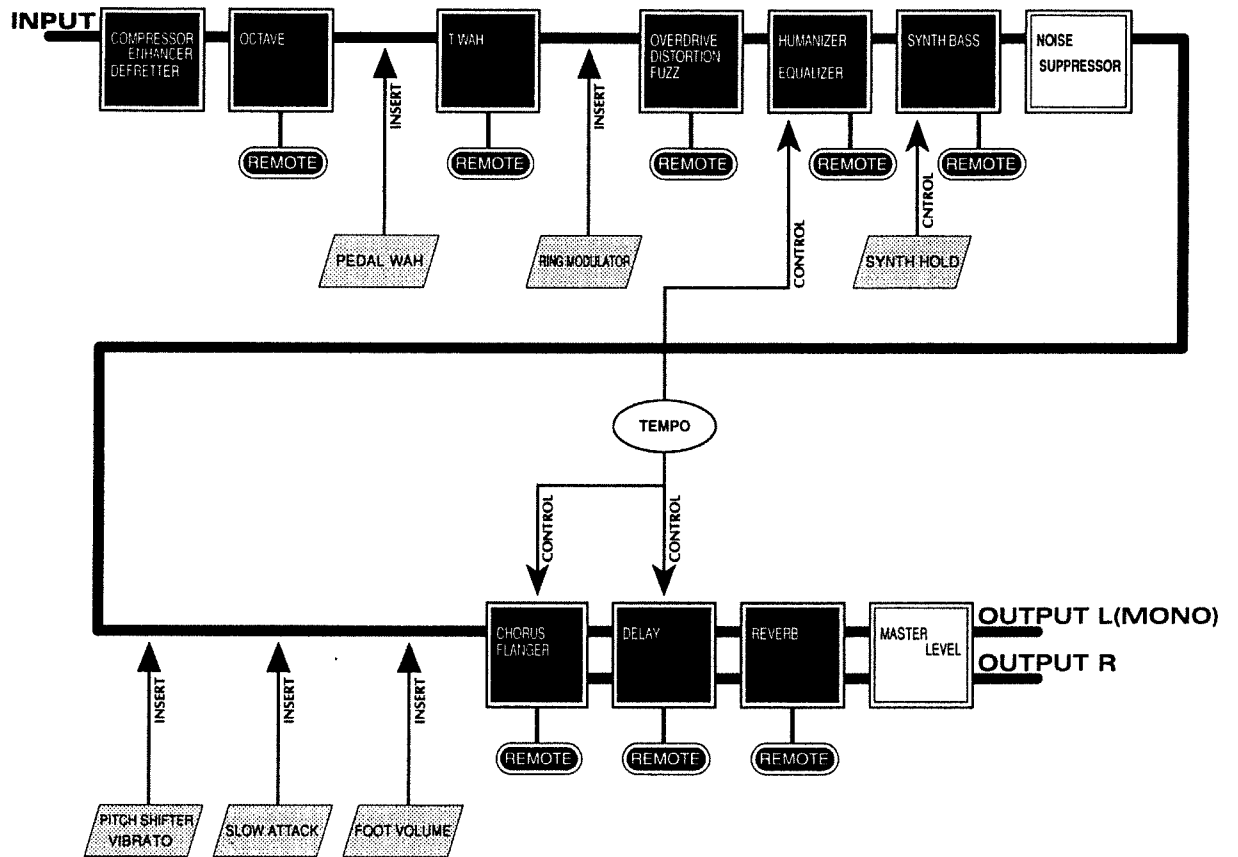 INPUT
COMPRESSOR
ENHANCER
DEFRETTER
OCTAVE
T WAH
OVERDRIVE
DISTORTION
FUZZ
HUMANIZER
EQUALIZER
SYNTH BASS
NOISE
SUPPRESSOR
INSERT
INSERT
REMOTE
REMOTE
REMOTE
REMOTE
REMOTE
CONTROL
CNTROL
PEDAL WAH
RING MODULATOR
SYNTH HOLD
TEMPO
CONTROL
CONTROL
CHORUS
FLANGER
DELAY
REVERB
MASTER
LEVEL
OUTPUT L(MONO)
OUTPUT R
INSERT
INSERT
INSERT
REMOTE
REMOTE
REMOTE
PITCH SHIFTER
VIBRATO
SLOW ATTACK
FOOT VOLUME